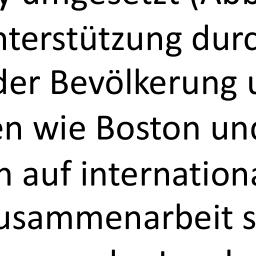 y umgesetzt (Abb
nterstützung durc
der Bevölkerung u
en wie Boston und
n auf internationa
usammenarbeit s